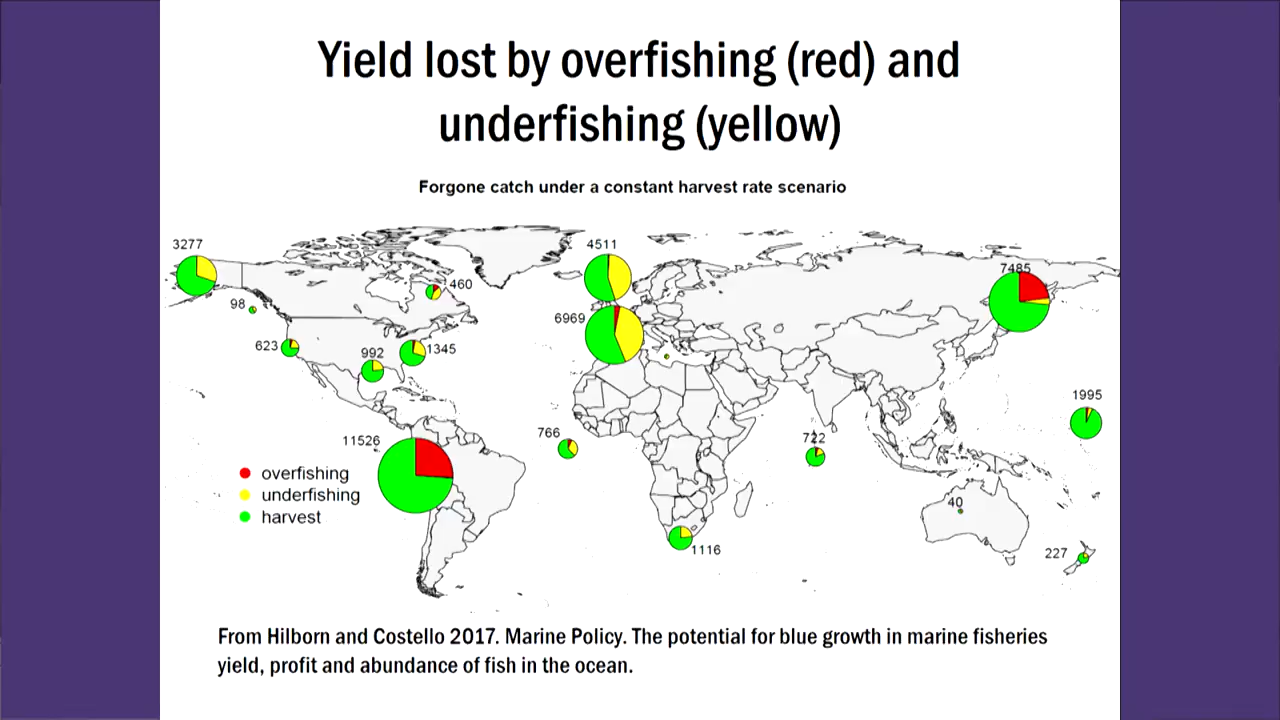 Yield lost by overfishing (red) and
underfishing (yellow)
Forgone catch under a constant harvest rate scenario
3277
4511
7485
460
98
6969
623
992
1345
1995
11526
766
722
overfishing
underfishing
harvest
40
1116
227
From Hilborn and Costello 2017. Marine Policy. The potential for blue growth in marine fisheries
yield, profit and abundance of fish in the ocean.